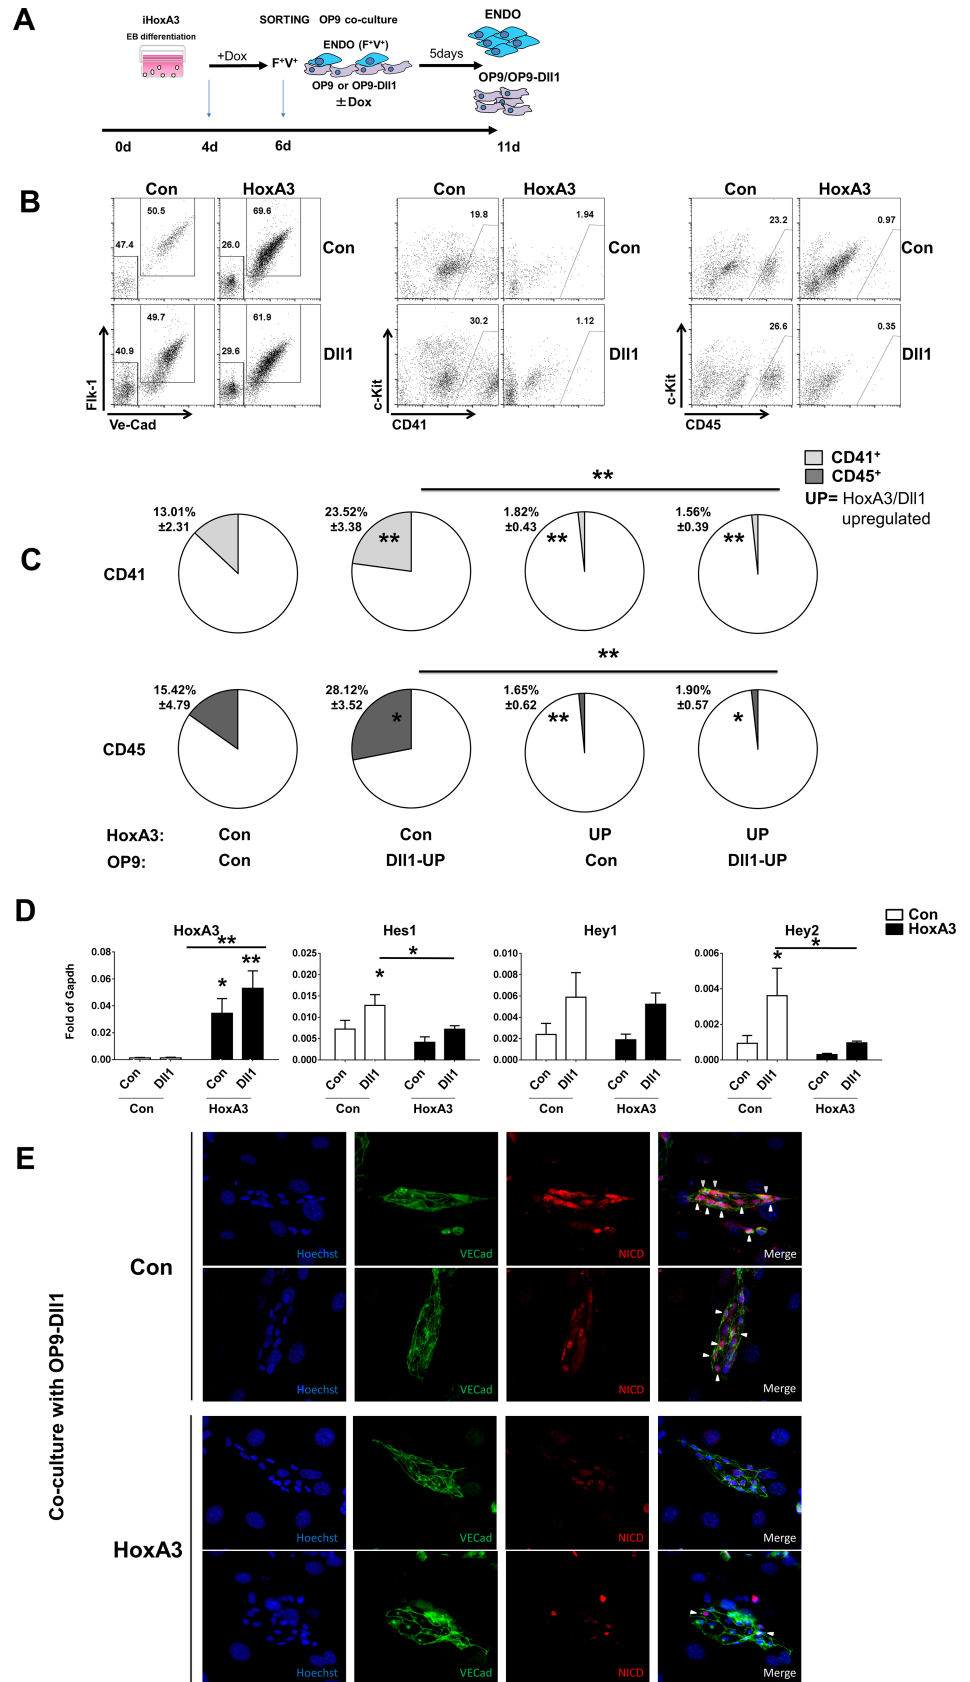 A
iHoxA3
EB differentiation
+Dox
SORTING
F⁺V⁺
OP9 co-culture
ENDO (F⁺V⁺)
OP9 or OP9-Dll1
±Dox
5days
ENDO
OP9/OP9-Dll1
0d 4d 6d 11d
B
Con HoxA3 Con HoxA3 Con HoxA3
50.5 69.6 19.8 1.94 23.2 0.97
47.4 26.0
Con Con Con
49.7 61.9 30.2 1.12 26.6 0.35
40.9 29.6
Dll1 Dll1 Dll1
Flk-1
Ve-Cad
c-Kit
CD41
c-Kit
CD45
CD41⁺
CD45⁺
UP= HoxA3/Dll1
upregulated
C
**
13.01% 23.52% 1.82% 1.56%
±2.31 ±3.38 ±0.43 ±0.39
** ** **
CD41
**
15.42% 28.12% 1.65% 1.90%
±4.79 ±3.52 ±0.62 ±0.57
* ** *
CD45
HoxA3: Con Con UP UP
OP9: Con Dll1-UP Con Dll1-UP
D
Con
HoxA3
Fold of Gapdh
HoxA3
0.08
0.06
0.04
0.02
0.00
* ** **
Con Dll1 Con Dll1
Con HoxA3
Hes1
0.025
0.020
0.015
0.010
0.005
0.000
* *
Con Dll1 Con Dll1
Con HoxA3
Hey1
0.010
0.008
0.006
0.004
0.002
0.000
Con Dll1 Con Dll1
Con HoxA3
Hey2
0.006
0.004
0.002
0.000
* *
Con Dll1 Con Dll1
Con HoxA3
E
Co-culture with OP9-Dll1
Con
Hoechst VECad NICD Merge
Hoechst VECad NICD Merge
HoxA3
Hoechst VECad NICD Merge
Hoechst VECad NICD Merge